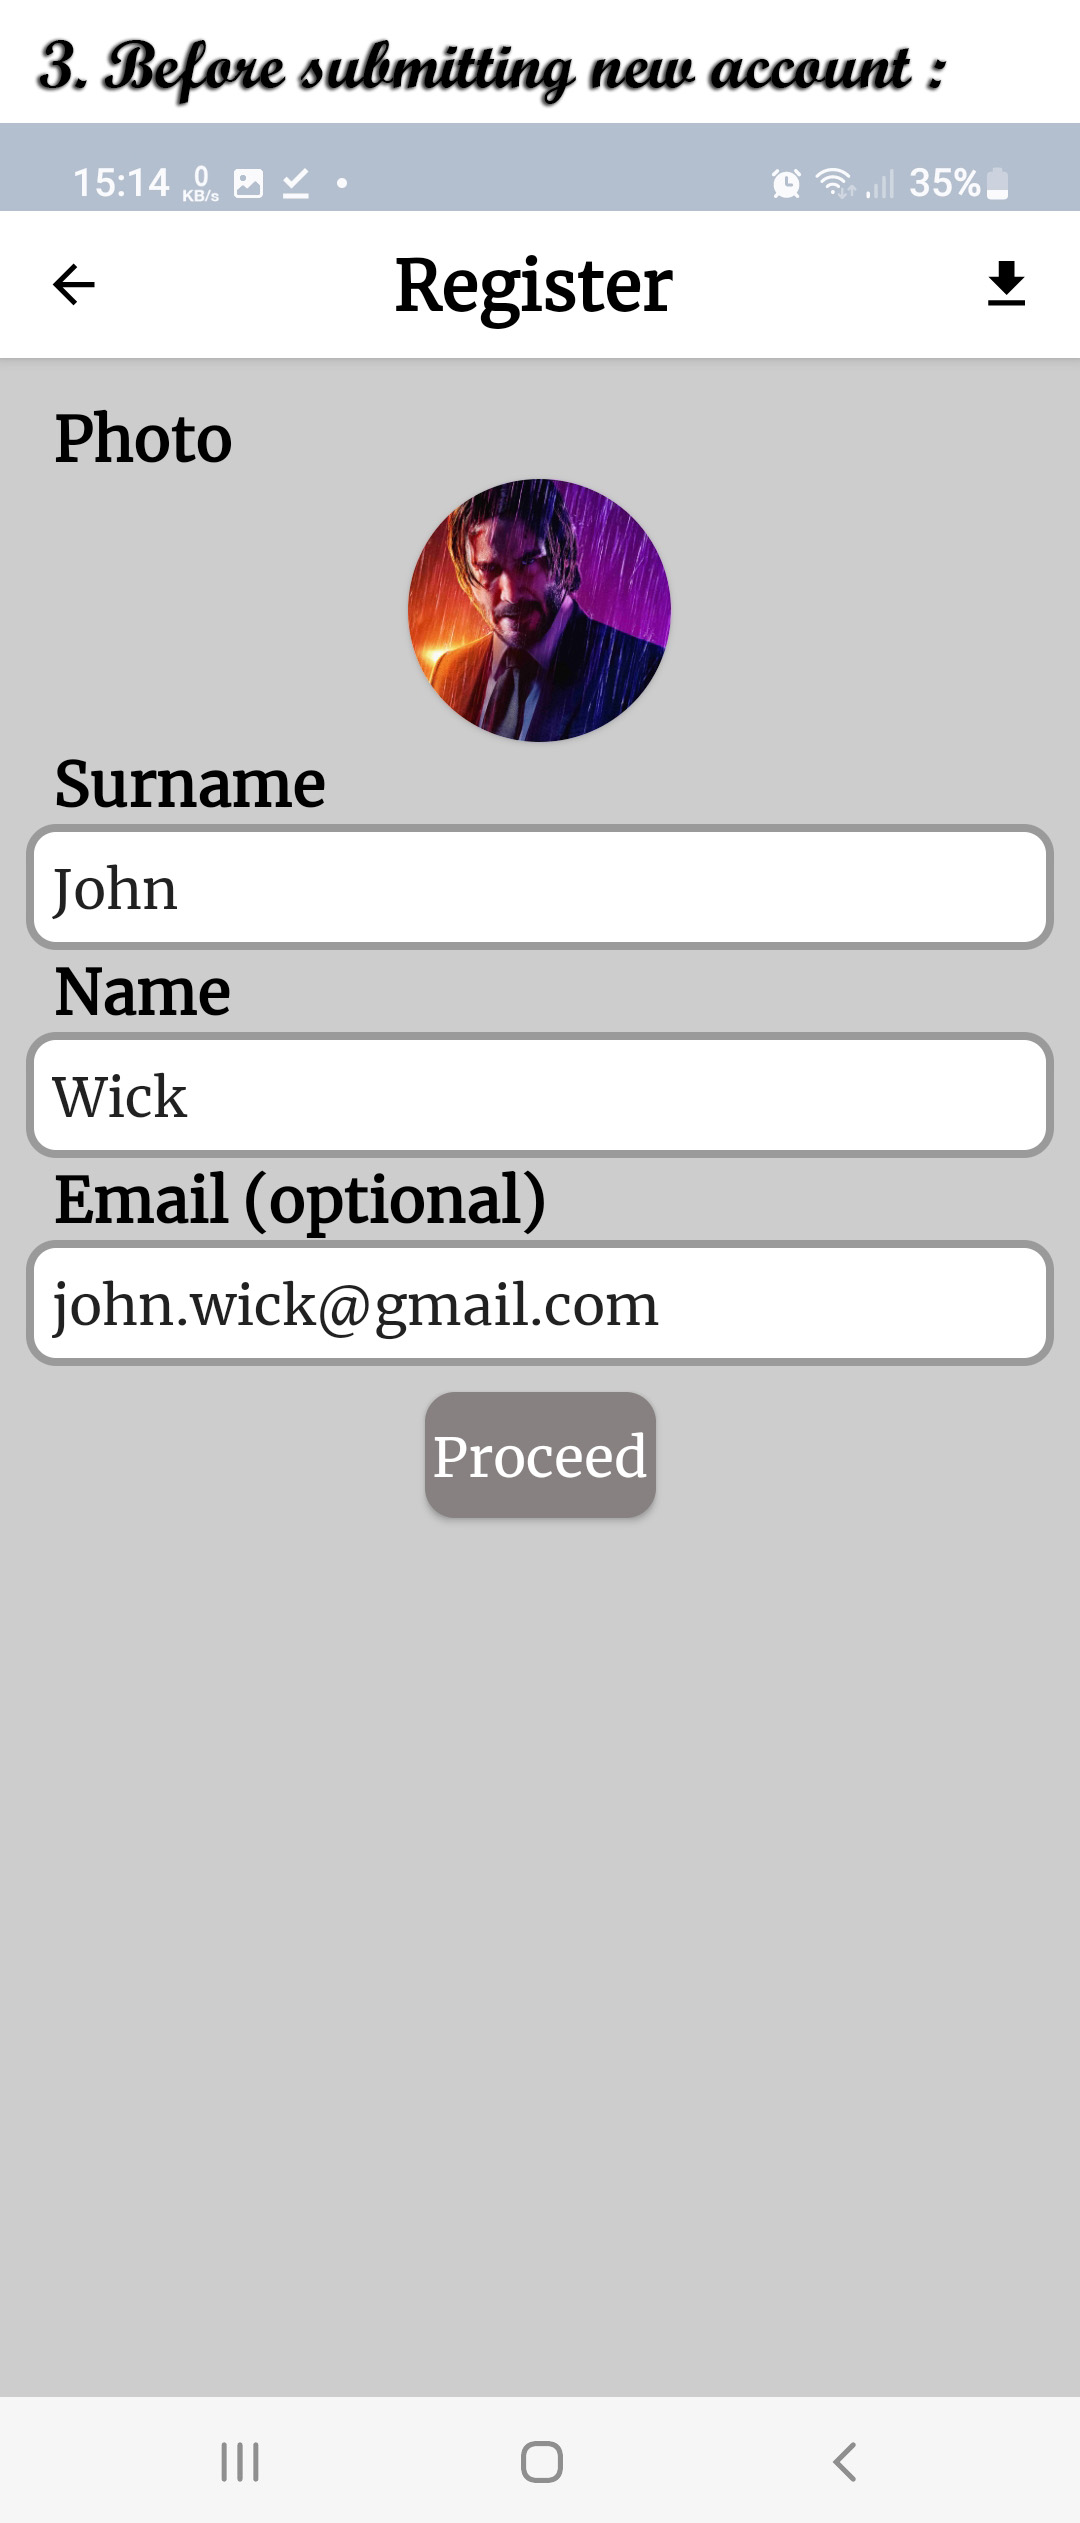 3. Before submitting new account :
15:14 0 KB/s 35%
Register
Photo
Surname
John
Name
Wick
Email (optional)
john.wick@gmail.com
Proceed